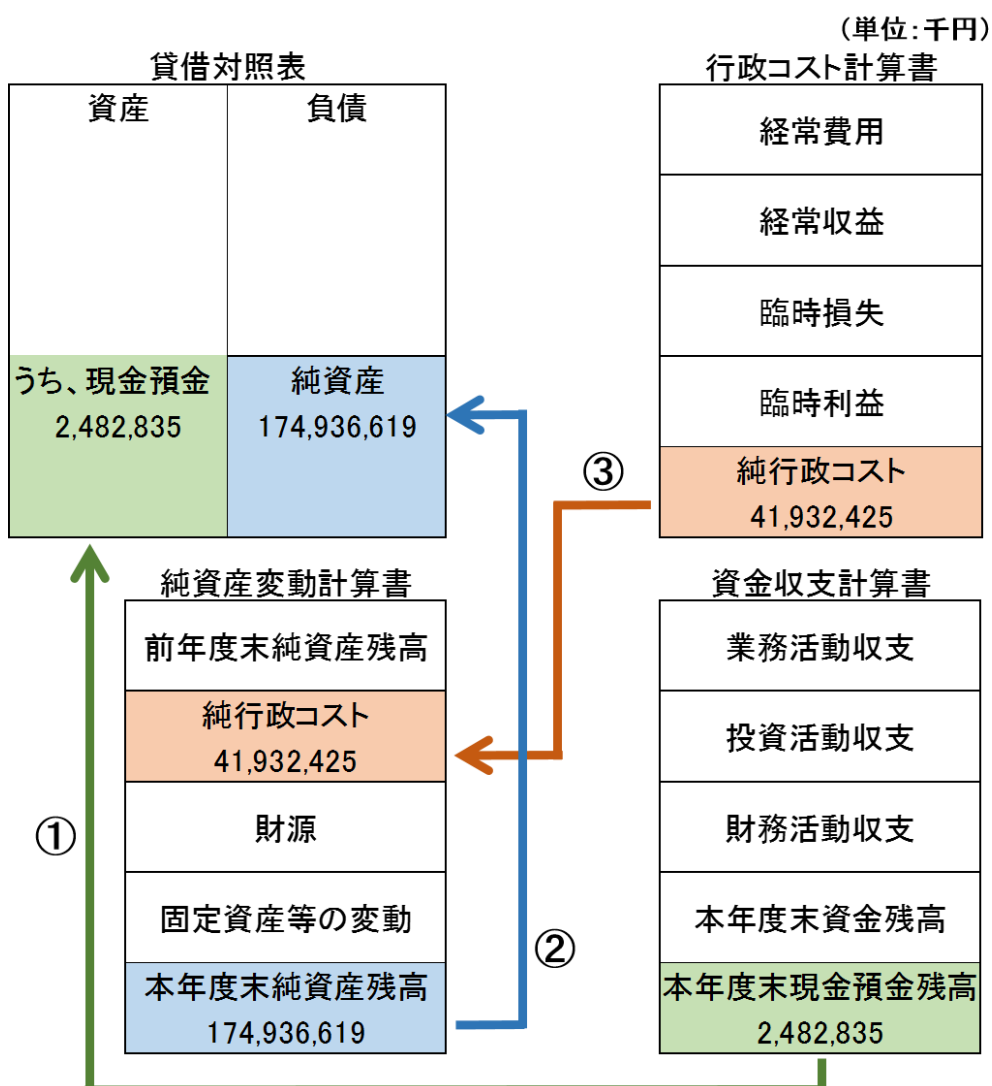 (単位:千円)
貸借対照表
資産
負債
うち、現金預金
2,482,835
純資産
174,936,619
行政コスト計算書
経常費用
経常収益
臨時損失
臨時利益
純行政コスト
41,932,425
③
純資産変動計算書
前年度末純資産残高
純行政コスト
41,932,425
財源
固定資産等の変動
本年度末純資産残高
174,936,619
①
②
資金収支計算書
業務活動収支
投資活動収支
財務活動収支
本年度末資金残高
本年度末現金預金残高
2,482,835